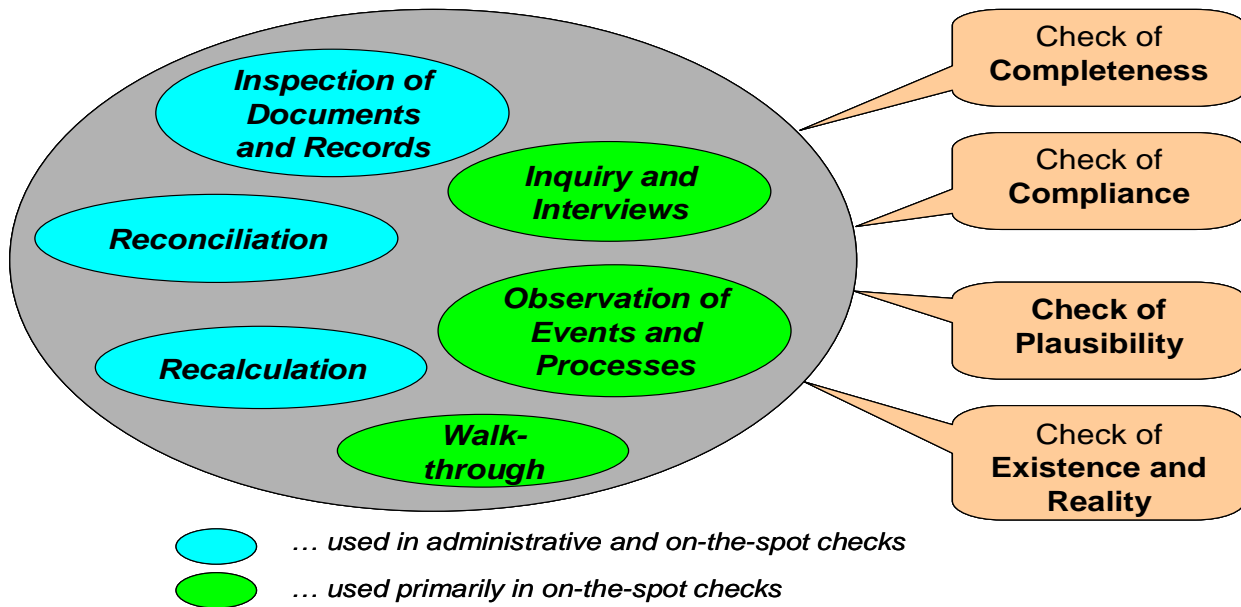 Inspection of
Documents
and Records
Inquiry and
Interviews
Reconciliation
Observation of
Events and
Processes
Recalculation
Walk-
through
Check of
Completeness
Check of
Compliance
Check of
Plausibility
Check of
Existence and
Reality
... used in administrative and on-the-spot checks
... used primarily in on-the-spot checks